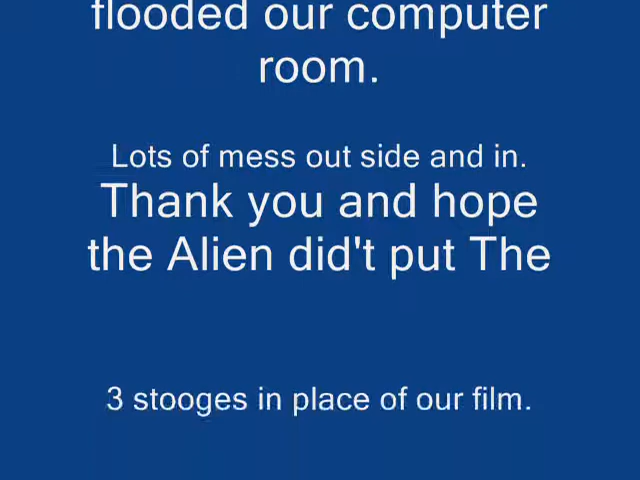 flooded our computer
room.
Lots of mess out side and in.
Thank you and hope
the Alien did't put The
3 stooges in place of our film.